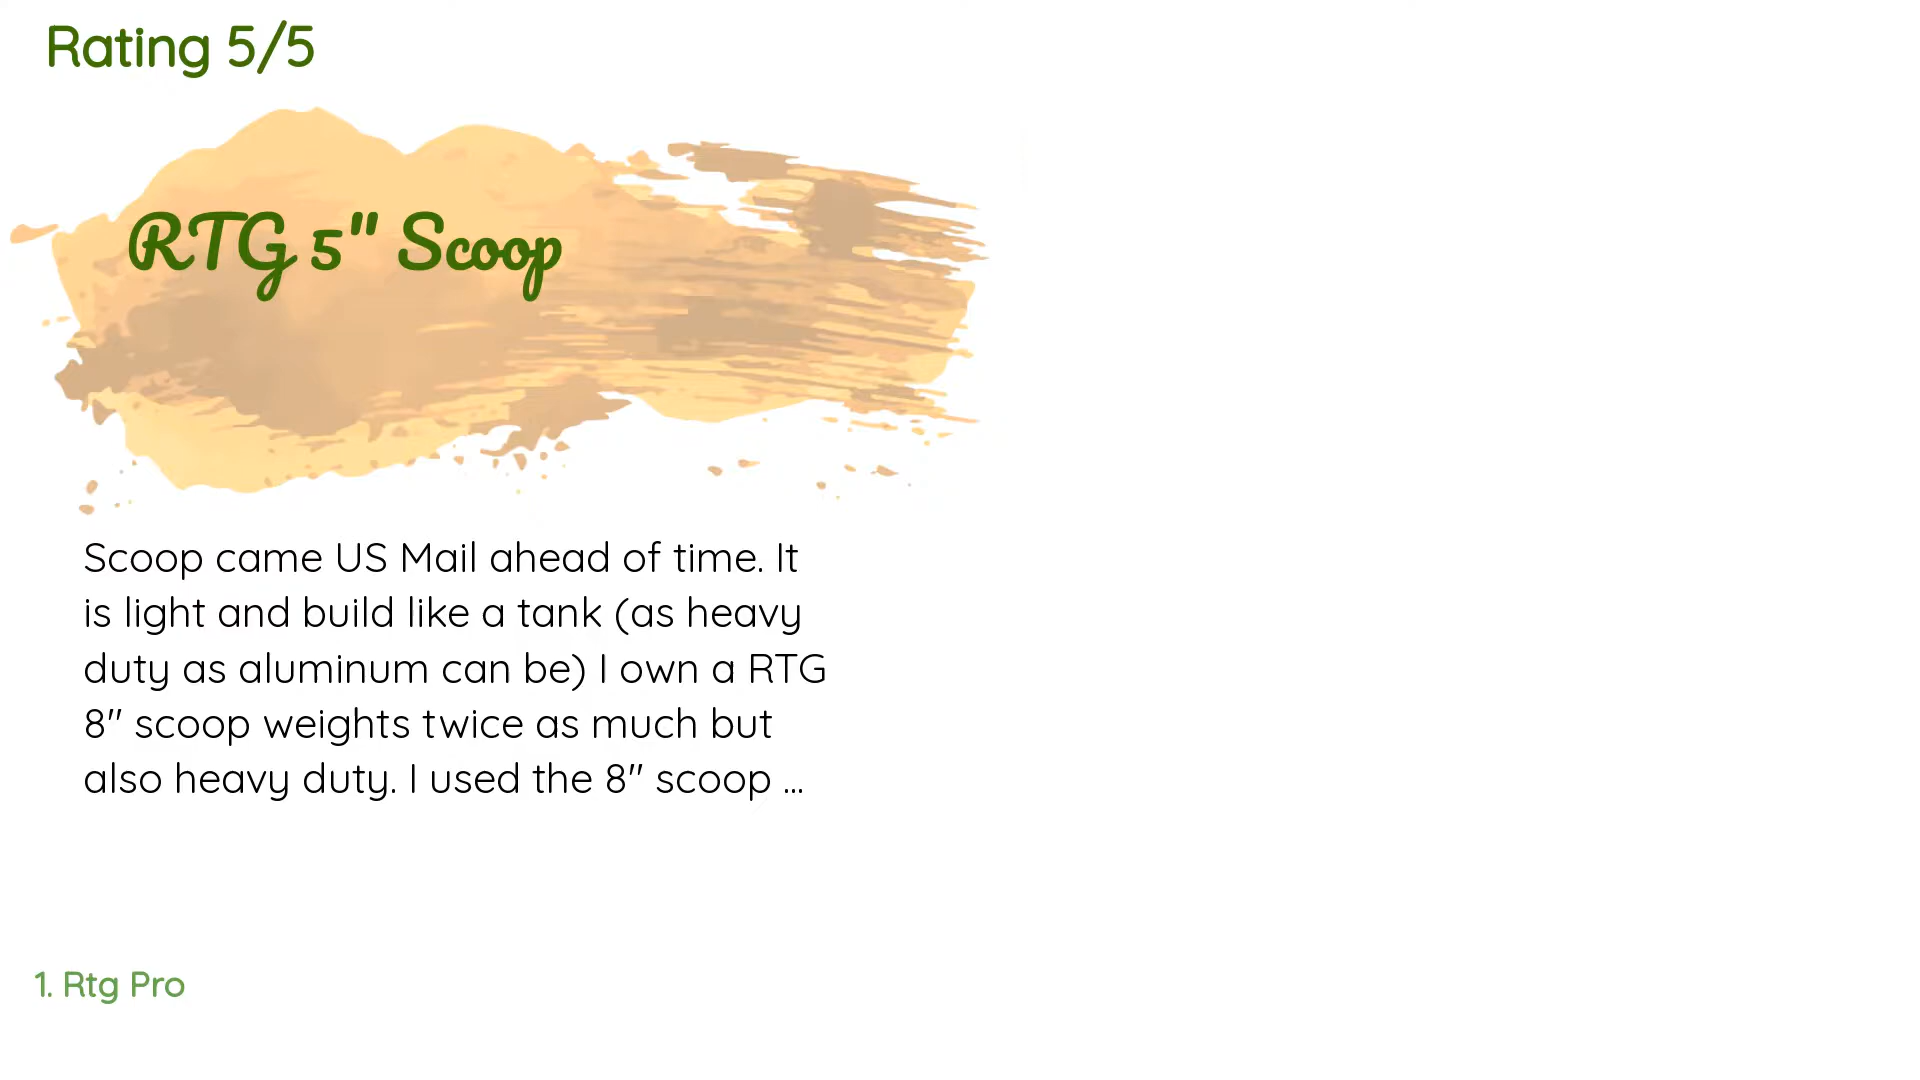 Rating 5/5
RTG 5" Scoop
Scoop came US Mail ahead of time. It
is light and build like a tank (as heavy
duty as aluminum can be) I own a RTG
8" scoop weights twice as much but
also heavy duty. I used the 8" scoop ...
1. Rtg Pro